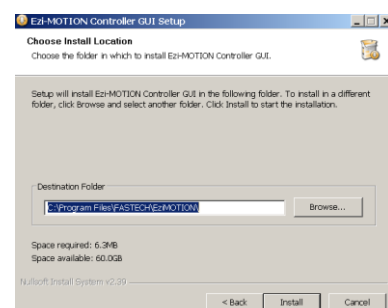 Ezi-MOTION Controller GUI Setup
Choose Install Location
Choose the folder in which to install Ezi-MOTION Controller GUI.
Setup will install Ezi-MOTION Controller GUI in the following folder. To install in a different
folder, click Browse and select another folder. Click Install to start the installation.
Destination Folder
C:\Program Files\FASTECH\EziMOTION\
Browse...
Space required: 6.3MB
Space available: 60.0GB
Nullsoft Install System v2.39
< Back
Install
Cancel